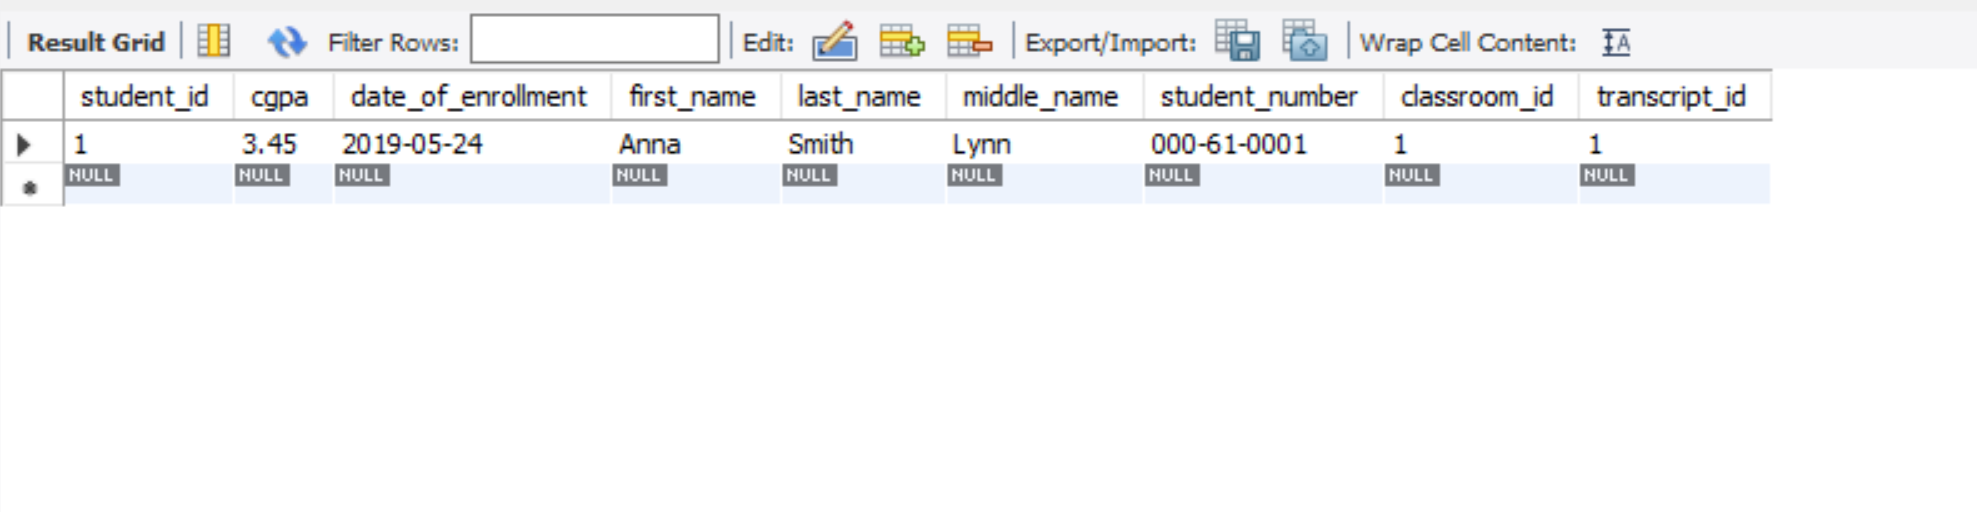 Result Grid Filter Rows: Edit: Export/Import: Wrap Cell Content: A
student_id cgpa date_of_enrollment first_name last_name middle_name student_number classroom_id transcript_id
1 3.45 2019-05-24 Anna Smith Lynn 000-61-0001 1 1
NULL NULL NULL NULL NULL NULL NULL NULL NULL